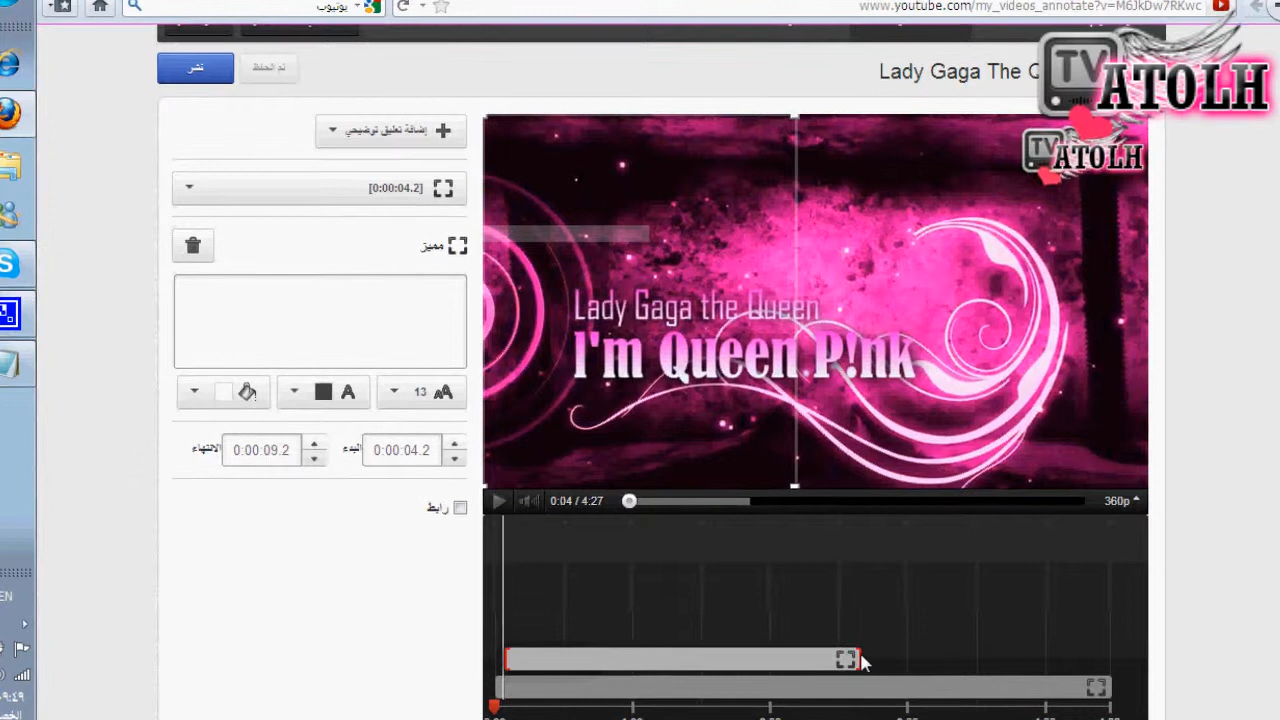 يوتيوب
www.youtube.com/my_videos_annotate?v=M6JkDw7RKwc
نشر
تم الحفظ
Lady Gaga The Q
TV
ATOLH
TV
ATOLH
إضافة تعليق توضيحي
[0:00:04.2]
مميز
Lady Gaga the Queen
I'm Queen P!nk
13
A
البدء
0:00:04.2
الانتهاء
0:00:09.2
رابط
0:04 / 4:27
360p
EN